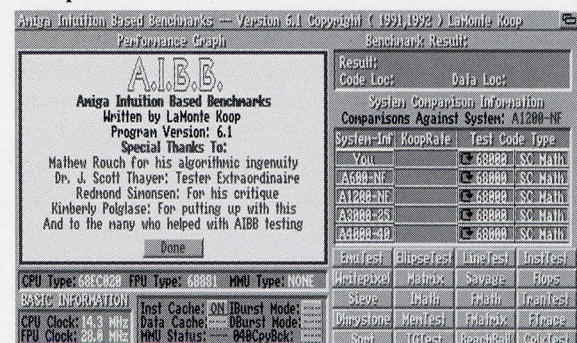 Amiga Intuition Based Benchmarks — Version 6.1 Copyright ( 1991,1992 ) LaMonte Koop
Performance Graph
A.I.B.B.
Amiga Intuition Based Benchmarks
Written by LaMonte Koop
Program Version: 6.1
Special Thanks To:
Mathew Rouch for his algorithmic ingenuity
Dr. J. Scott Thayer: Tester Extraordinaire
Redmond Simonsen: For his critique
Kimberly Polglase: For putting up with this
And to the many who helped with AIBB testing
Done
CPU Type: 68EC020 FPU Type: 68881 MMU Type: NONE
BASIC INFORMATION
CPU Clock: 14.3 MHz
FPU Clock: 28.0 MHz
Inst Cache: ON IBurst Mode:
Data Cache: DBurst Mode:
MMU Status: 040CpyBck:
Benchmark Result:
Result:
Code Loc: Data Loc:
System Comparison Information
Comparisons Against System: A1200-NF
System-Inf KoopRate Test Code Type
You 68000 SC Math
A600-NF 68000 SC Math
A1200-NF 68000 SC Math
A3000-25 68000 SC Math
A4000-40 68000 SC Math
EmuTest EllipseTest LineTest InstTest
Writepixel Matrix Savage Flops
Sieve IMath FMath TranTest
Dhrystone MemTest FMatrix FTrace
Sort TGTest BeachBall CplxTest